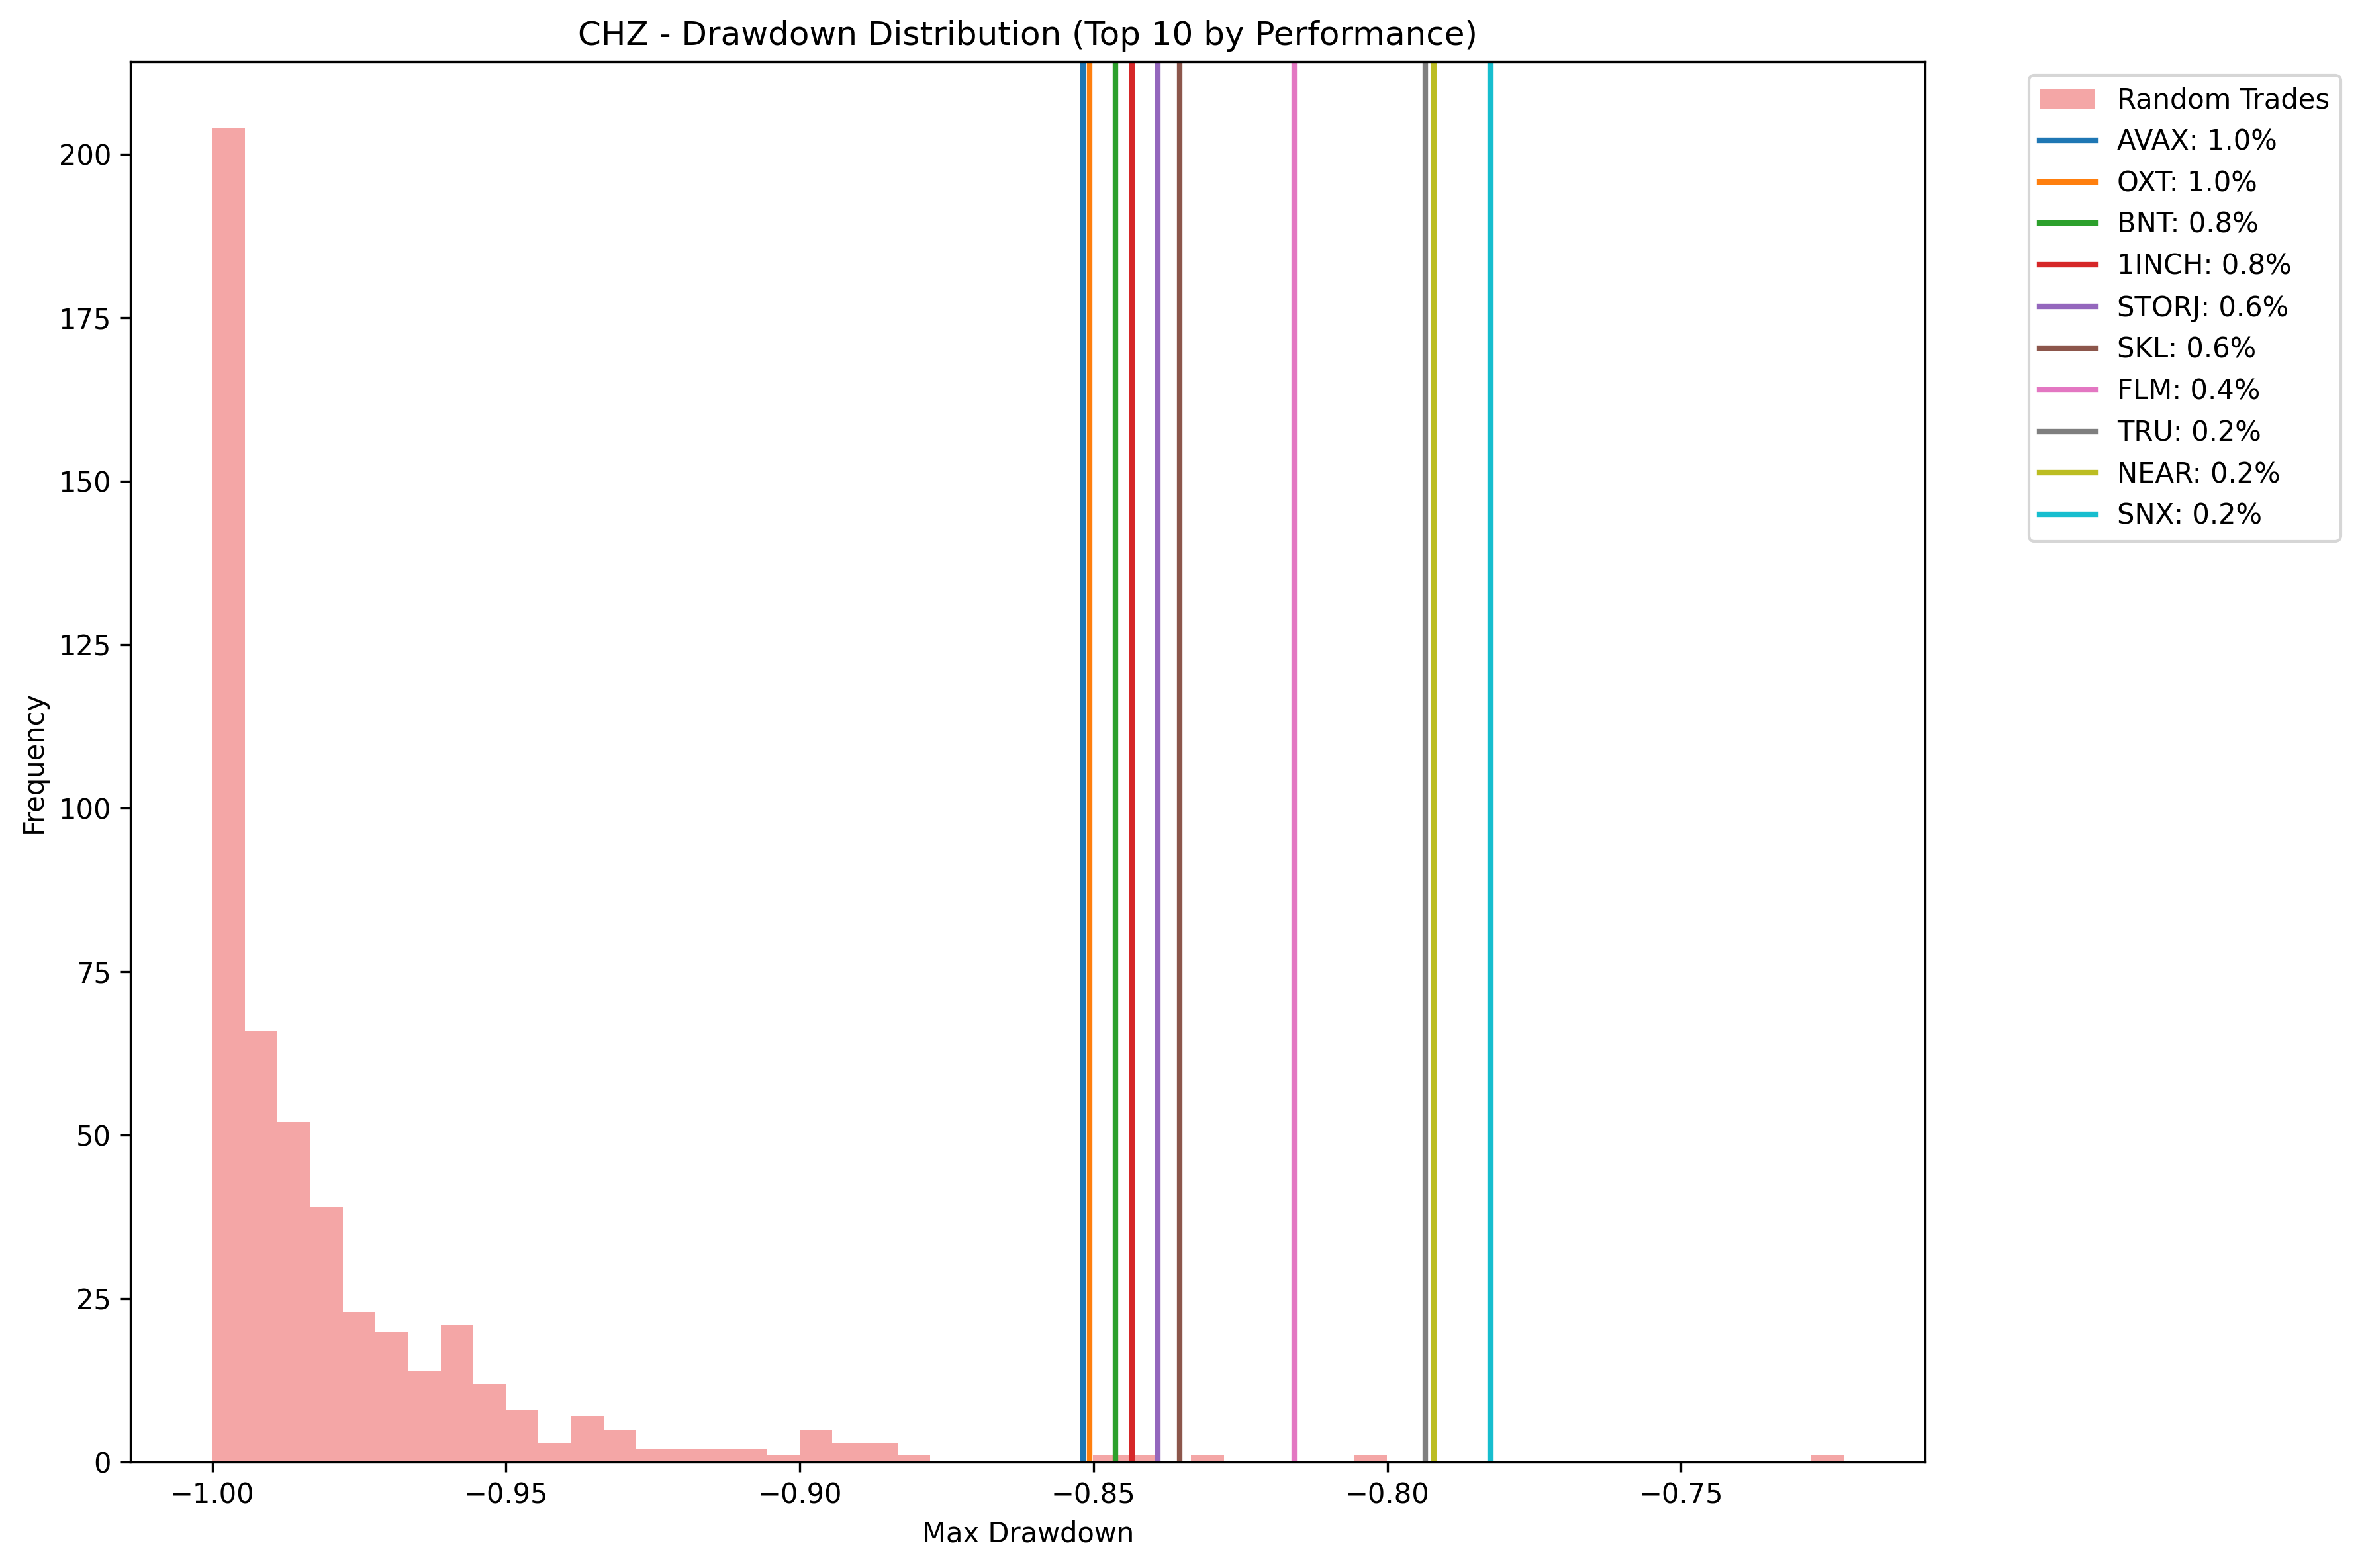 CHZ - Drawdown Distribution (Top 10 by Performance)
Random Trades
AVAX: 1.0%
OXT: 1.0%
BNT: 0.8%
1INCH: 0.8%
STORJ: 0.6%
SKL: 0.6%
FLM: 0.4%
TRU: 0.2%
NEAR: 0.2%
SNX: 0.2%
Frequency
200
175
150
125
100
75
50
25
0
−1.00 −0.95 −0.90 −0.85 −0.80 −0.75
Max Drawdown